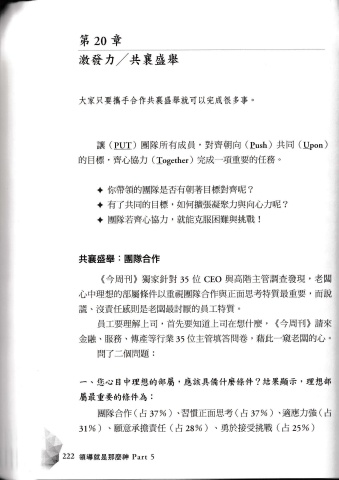 第 20 章
激發力／共襄盛舉
大家只要攜手合作共襄盛舉就可以完成很多事。
讓（PUT）團隊所有成員，對齊朝向（Push）共同（Upon）
的目標，齊心協力（Together）完成一項重要的任務。
✦ 你帶領的團隊是否有朝著目標對齊呢？
✦ 有了共同的目標，如何擴張凝聚力與向心力呢？
✦ 團隊若齊心協力，就能克服困難與挑戰！
共襄盛舉：團隊合作
《今周刊》獨家針對 35 位 CEO 與高階主管調查發現，老闆
心中理想的部屬條件以重視團隊合作與正面思考特質最重要，而說
謊、沒責任感則是老闆最討厭的員工特質。
員工要理解上司，首先要知道上司在想什麼，《今周刊》請來
金融、服務、傳產等行業 35 位主管填答問卷，藉此一窺老闆的心。
問了二個問題：
一、您心目中理想的部屬，應該具備什麼條件？結果顯示，理想部
屬最重要的條件為：
團隊合作（占 37%）、習慣正面思考（占 37%）、適應力強（占
31%）、願意承擔責任（占 28%）、勇於接受挑戰（占 25%）
222 領導就是那麼神 Part 5